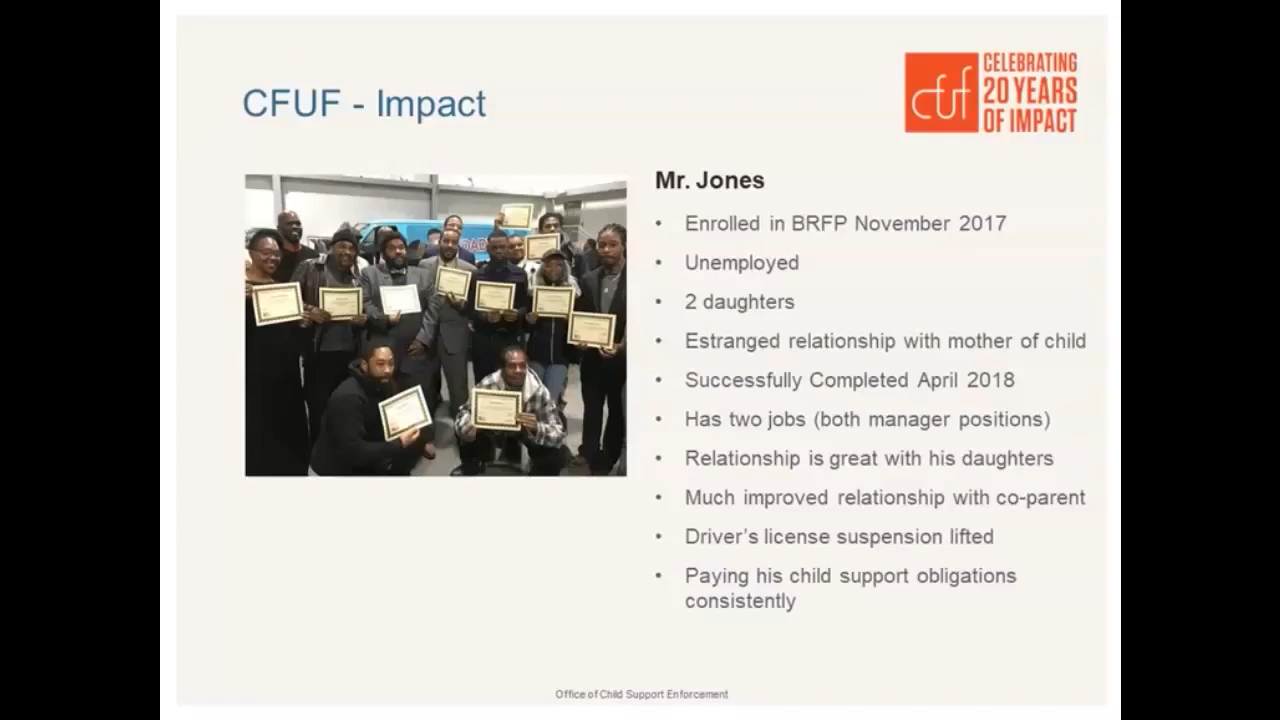 CFUF - Impact
cfuf
CELEBRATING
20 YEARS
OF IMPACT
Mr. Jones
• Enrolled in BRFP November 2017
• Unemployed
• 2 daughters
• Estranged relationship with mother of child
• Successfully Completed April 2018
• Has two jobs (both manager positions)
• Relationship is great with his daughters
• Much improved relationship with co-parent
• Driver’s license suspension lifted
• Paying his child support obligations
consistently
Office of Child Support Enforcement